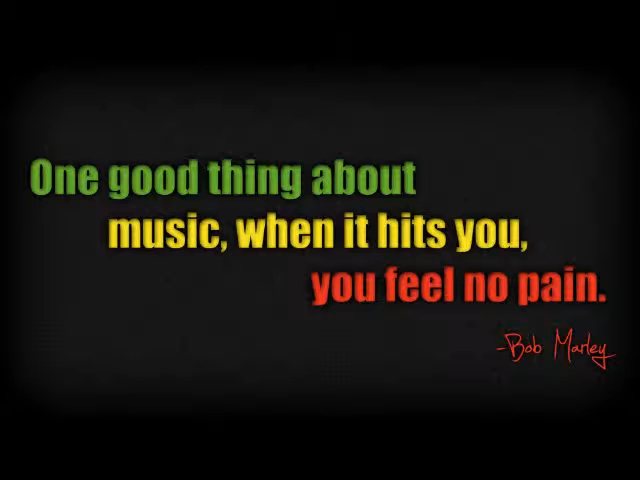 One good thing about
music, when it hits you,
you feel no pain.
-Bob Marley